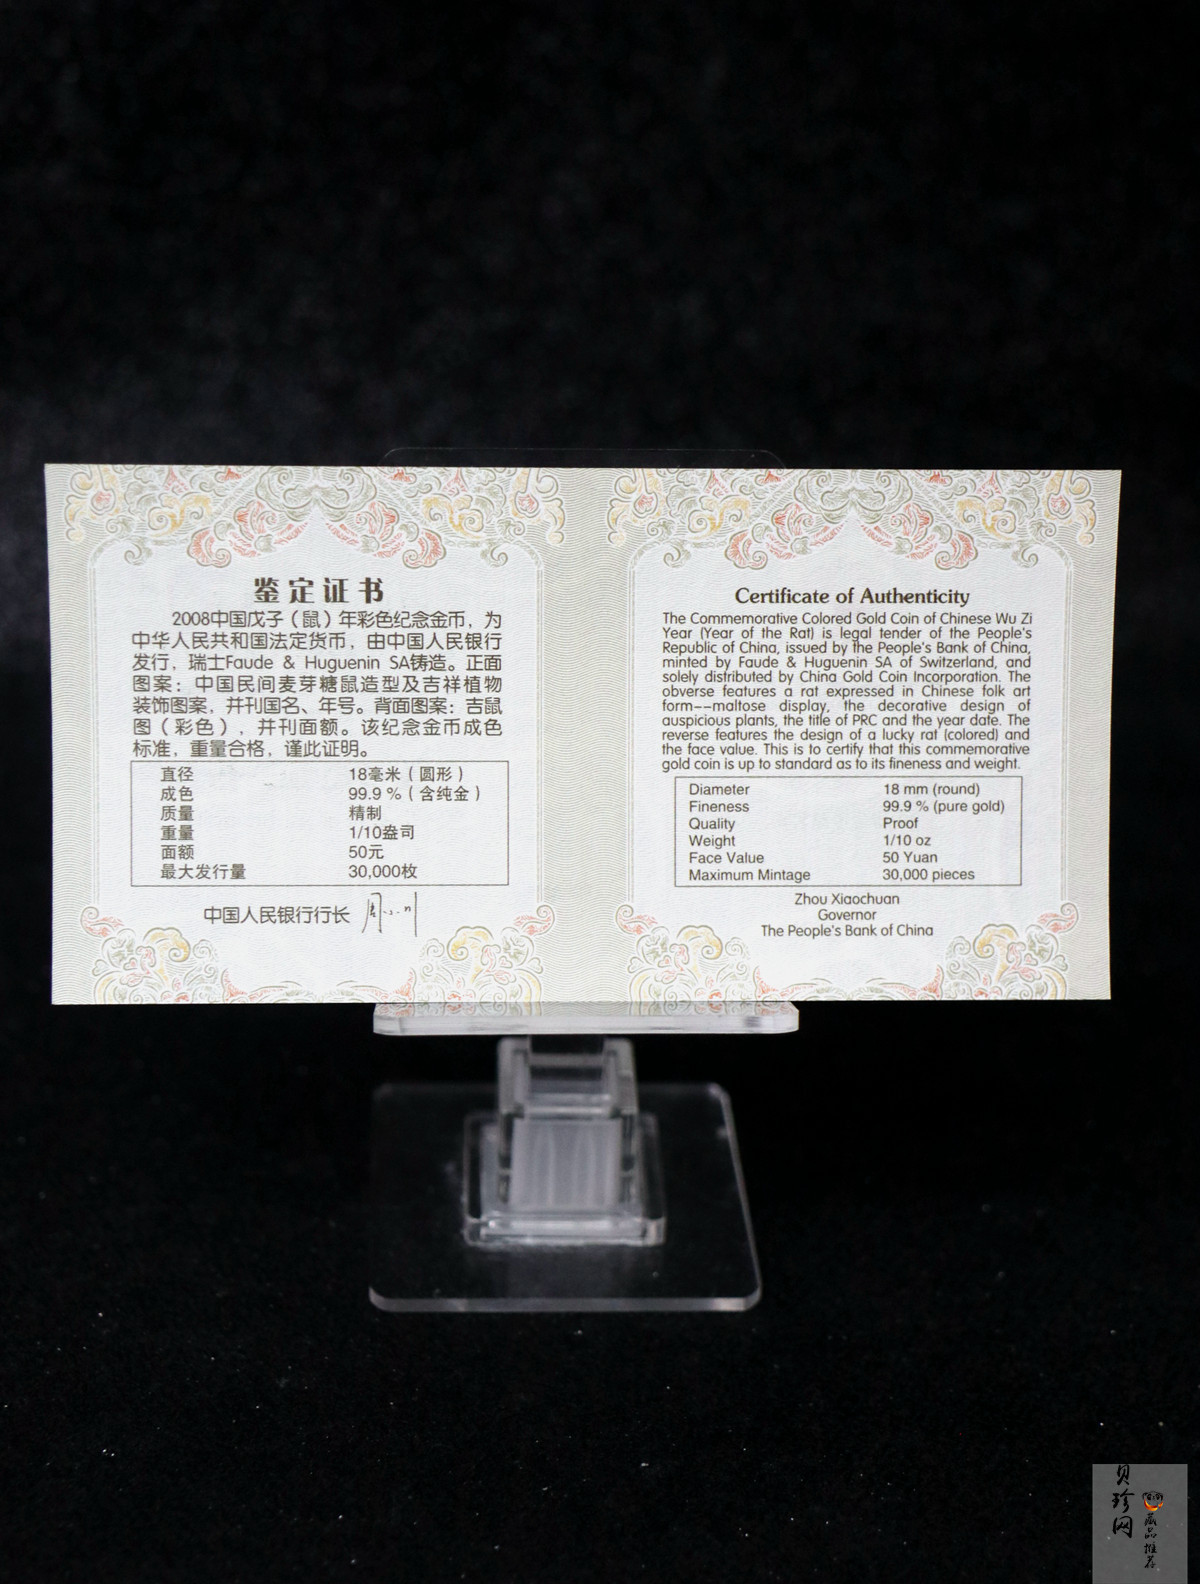 鉴定证书
2008中国戊子（鼠）年彩色纪念金币，为
中华人民共和国法定货币，由中国人民银行
发行，瑞士Faude & Huguenin SA铸造。正面
图案：中国民间麦芽糖鼠造型及吉祥植物
装饰图案，并刊国名、年号。背面图案：吉鼠
图（彩色），并刊面额。该纪念金币成色
标准，重量合格，谨此证明。
直径 18毫米（圆形）
成色 99.9 %（含纯金）
质量 精制
重量 1/10盎司
面额 50元
最大发行量 30,000枚
中国人民银行行长 周小川
Certificate of Authenticity
The Commemorative Colored Gold Coin of Chinese Wu Zi
Year (Year of the Rat) is legal tender of the People's
Republic of China, issued by the People's Bank of China,
minted by Faude & Huguenin SA of Switzerland, and
solely distributed by China Gold Coin Incorporation. The
obverse features a rat expressed in Chinese folk art
form--maltose display, the decorative design of
auspicious plants, the title of PRC and the year date. The
reverse features the design of a lucky rat (colored) and
the face value. This is to certify that this commemorative
gold coin is up to standard as to its fineness and weight.
Diameter 18 mm (round)
Fineness 99.9 % (pure gold)
Quality Proof
Weight 1/10 oz
Face Value 50 Yuan
Maximum Mintage 30,000 pieces
Zhou Xiaochuan
Governor
The People's Bank of China
贝珍网
藏品推荐